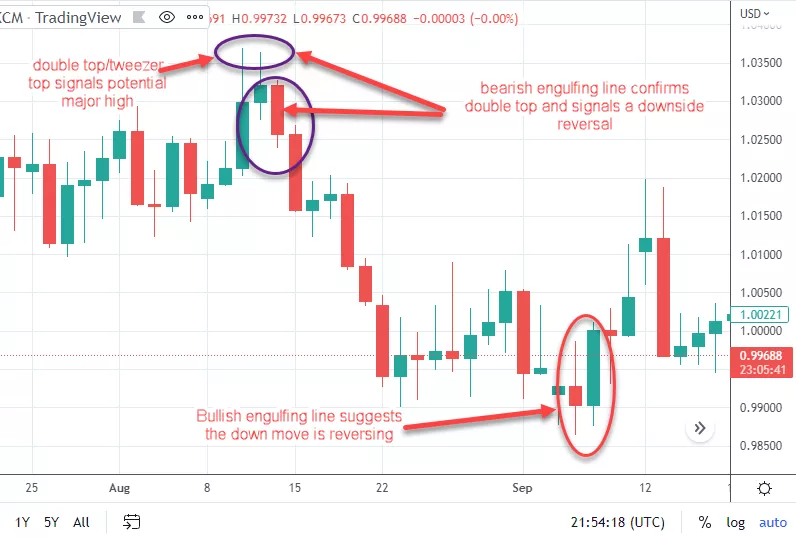 XCM · TradingView ••• 691 H0.99732 L0.99673 C0.99688 −0.00003 (−0.00%)
USD
1.04000
1.03500
1.03000
1.02500
1.02000
1.01500
1.01000
1.00500
1.00221
1.00000
0.99688
23:05:41
0.99000
0.98500
double top/tweezer
top signals potential
major high
bearish engulfing line confirms
double top and signals a downside
reversal
Bullish engulfing line suggests
the down move is reversing
25 Aug 8 15 22 Sep 12
1Y 5Y All 21:54:18 (UTC) % log auto